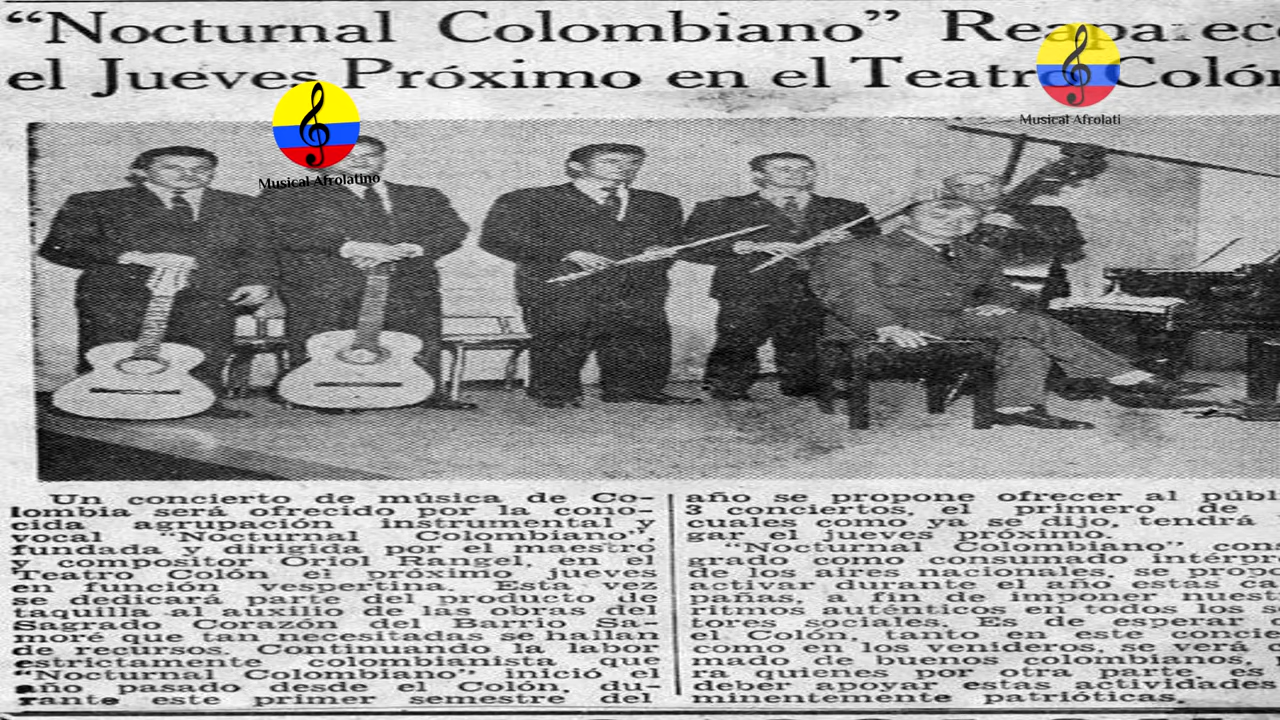 “Nocturnal Colombiano” Reaparece
el Jueves Próximo en el Teatro Colón
Musical Afrolatino
Musical Afrolati
Un concierto de música de Co-
lombia será ofrecido por la cono-
cida agrupación instrumental y
vocal “Nocturnal Colombiano”,
fundada y dirigida por el maestro
y compositor Oriol Rangel, en el
Teatro Colón el próximo jueves
en función vespertina. Esta vez
se dedicará parte del producto de
taquilla al auxilio de las obras del
Sagrado Corazón del Barrio Sa-
moré que tan necesitadas se hallan
de recursos. Continuando la labor
estrictamente colombianista que
“Nocturnal Colombiano” inició el
año pasado desde el Colón, du-
rante este primer semestre del
año se propone ofrecer al públ
3 conciertos, el primero de
cuales como ya se dijo, tendrá
gar el jueves próximo.
“Nocturnal Colombiano” con
grado como consumado intérp
de los aires nacionales, se propo
activar durante el año estas ca
pañas, a fin de imponer nuest
ritmos auténticos en todos los s
tores sociales. Es de esperar
el Colón, tanto en este concie
como en los venideros, se verá
mado de buenos colombianos,
ra quienes por otra parte, es
deber apoyar estas actividades
minentemente patrióticas.